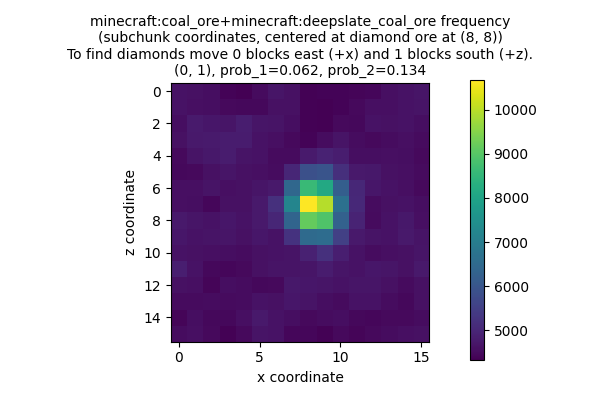 minecraft:coal_ore+minecraft:deepslate_coal_ore frequency
(subchunk coordinates, centered at diamond ore at (8, 8))
To find diamonds move 0 blocks east (+x) and 1 blocks south (+z).
(0, 1), prob_1=0.062, prob_2=0.134
0
2
4
6
8
10
12
14
z coordinate
0 5 10 15
x coordinate
10000
9000
8000
7000
6000
5000